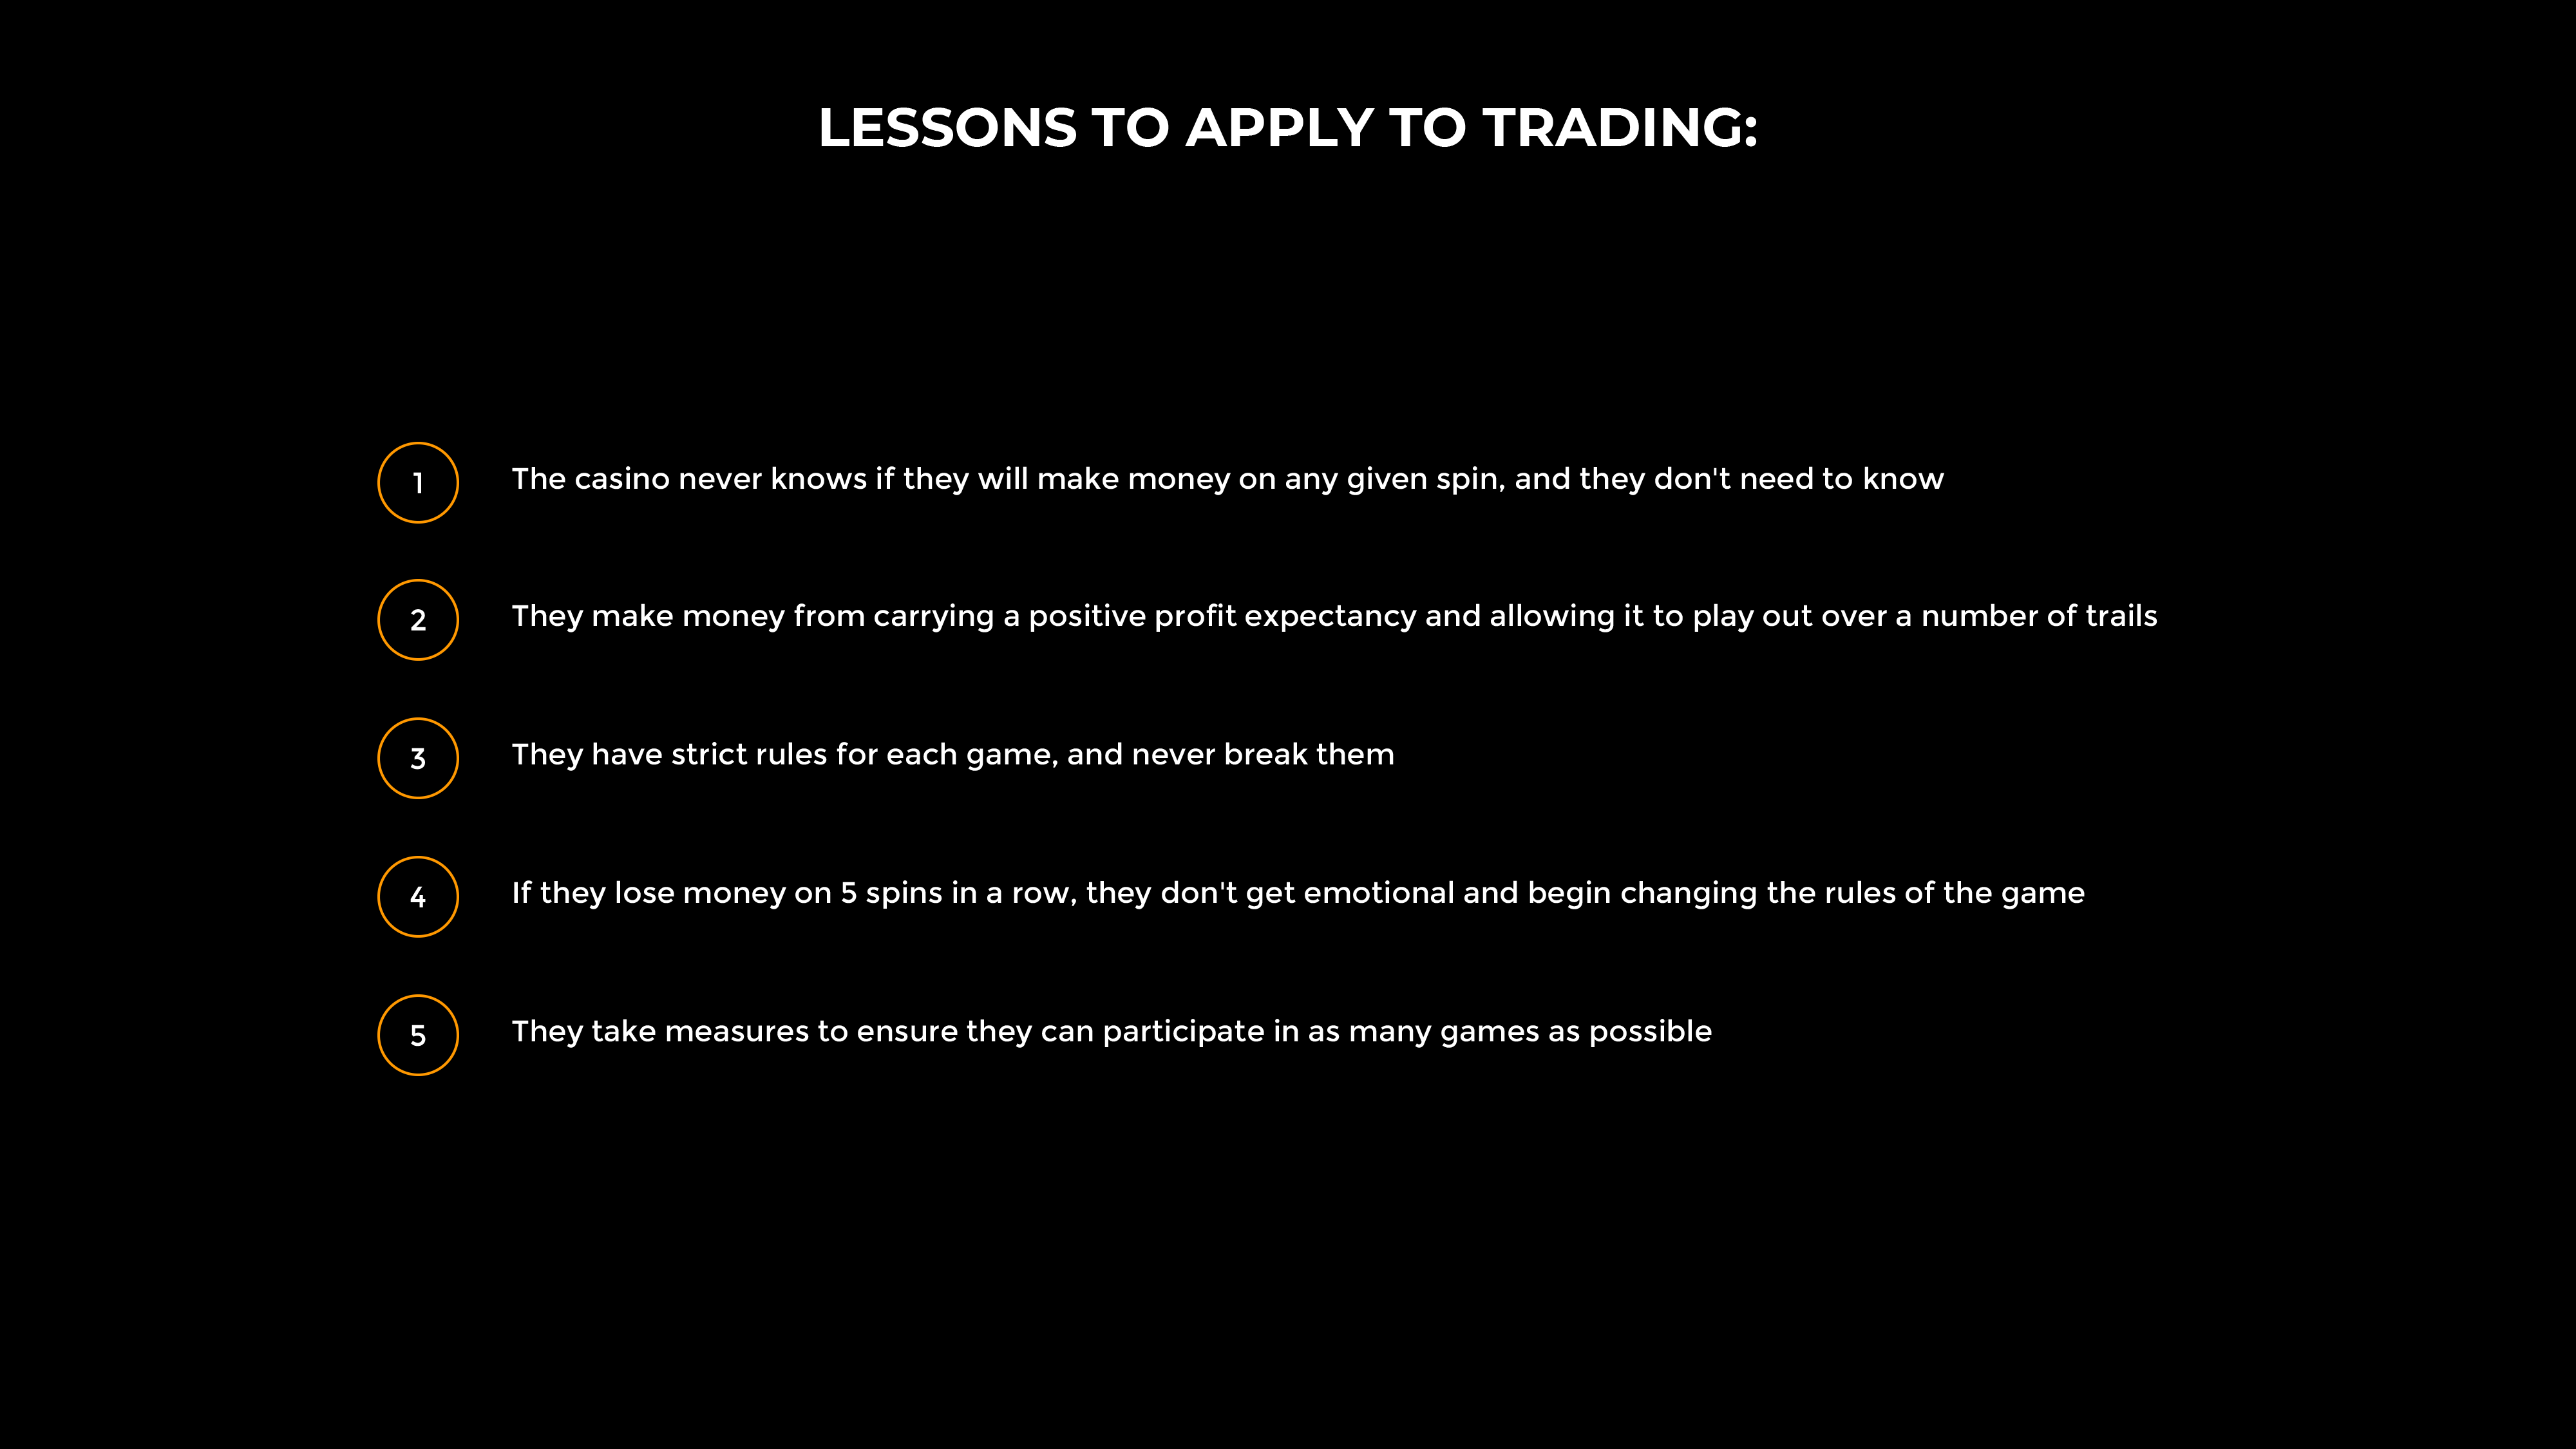 LESSONS TO APPLY TO TRADING:
1 The casino never knows if they will make money on any given spin, and they don't need to know
2 They make money from carrying a positive profit expectancy and allowing it to play out over a number of trails
3 They have strict rules for each game, and never break them
4 If they lose money on 5 spins in a row, they don't get emotional and begin changing the rules of the game
5 They take measures to ensure they can participate in as many games as possible